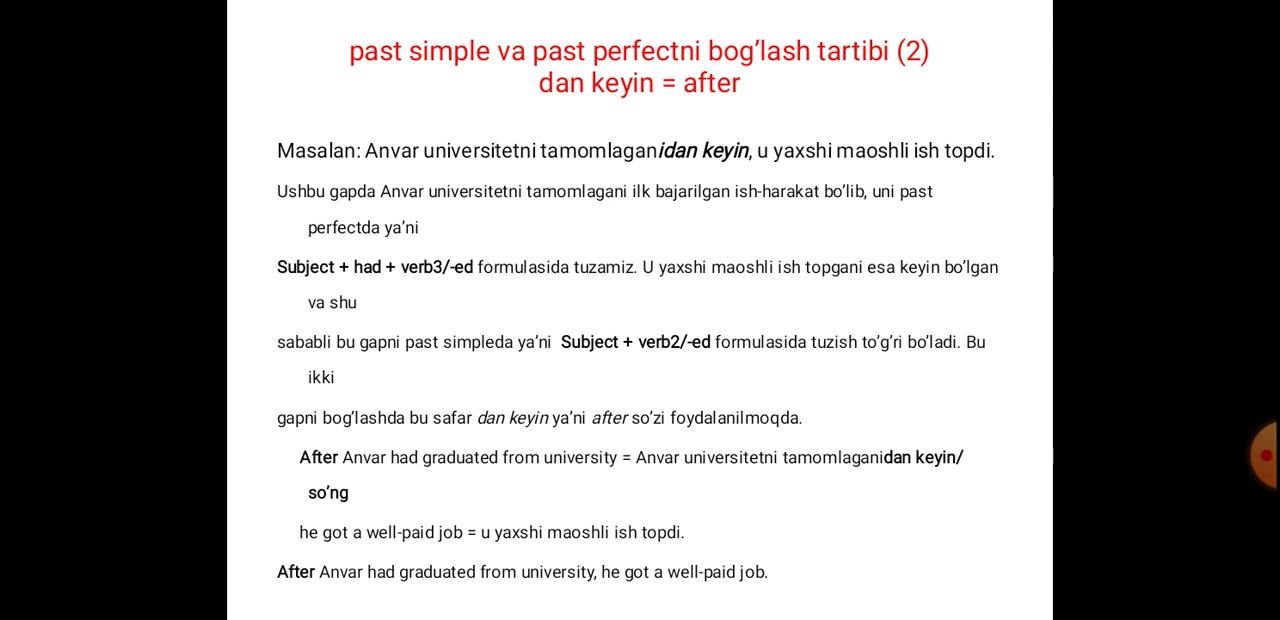 past simple va past perfectni bog’lash tartibi (2)
dan keyin = after
Masalan: Anvar universitetni tamomlaganidan keyin, u yaxshi maoshli ish topdi.
Ushbu gapda Anvar universitetni tamomlagani ilk bajarilgan ish-harakat bo’lib, uni past
perfectda ya’ni
Subject + had + verb3/-ed formulasida tuzamiz. U yaxshi maoshli ish topgani esa keyin bo’lgan
va shu
sababli bu gapni past simpleda ya’ni Subject + verb2/-ed formulasida tuzish to’g’ri bo’ladi. Bu
ikki
gapni bog’lashda bu safar dan keyin ya’ni after so’zi foydalanilmoqda.
After Anvar had graduated from university = Anvar universitetni tamomlaganidan keyin/
so’ng
he got a well-paid job = u yaxshi maoshli ish topdi.
After Anvar had graduated from university, he got a well-paid job.